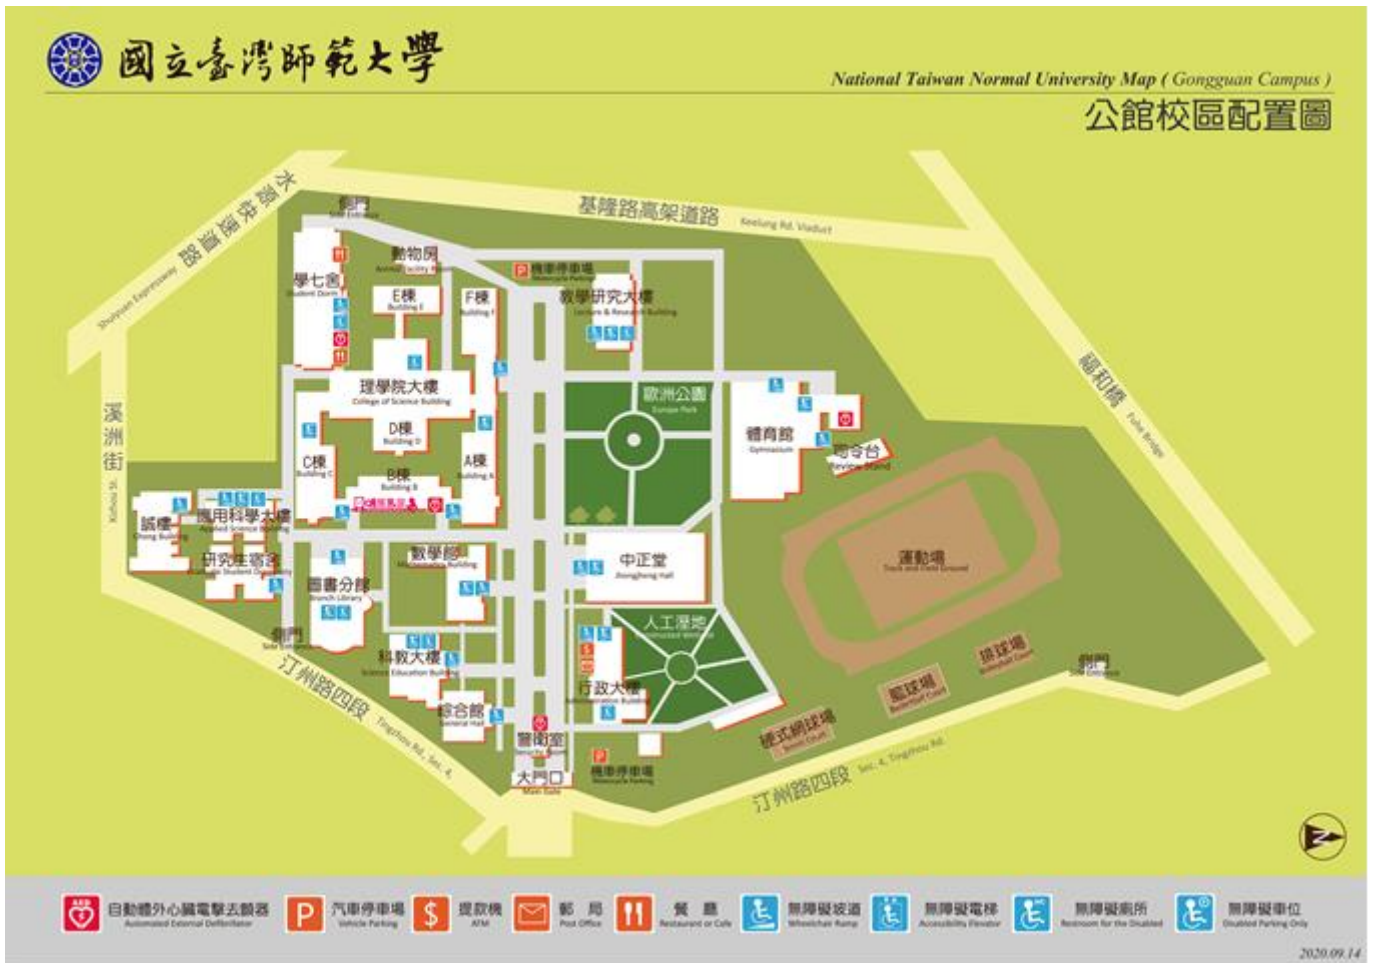 國立臺灣師範大學
National Taiwan Normal University Map ( Gongguan Campus )
公館校區配置圖
水源快速道路
Shuiyuan Expressway
側門
Side Entrance
基隆路高架道路
Keelung Rd. Viaduct
動物房
Animal Facility Room
P
機車停車場
Motorcycle Parking
學七舍
Student Dorm
E棟
Building E
F棟
Building F
教學研究大樓
Lecture & Research Building
福和橋
Fuhe Bridge
理學院大樓
College of Science Building
歐洲公園
Europe Park
溪洲街
Xizhou St.
D棟
Building D
體育館
Gymnasium
司令台
Review Stand
C棟
Building C
B棟
Building B
A棟
Building A
誠樓
Cheng Building
應用科學大樓
Applied Science Building
研究生宿舍
Graduate Student Dormitory
數學館
Mathematics Building
中正堂
Jhongjheng Hall
運動場
Track and Field Ground
圖書分館
Branch Library
人工溼地
Constructed Wetland
側門
Side Entrance
科教大樓
Science Education Building
排球場
Volleyball Court
側門
Side Entrance
行政大樓
Administration Building
籃球場
Basketball Court
綜合館
General Hall
汀州路四段
Tingzhou Rd., Sec. 4,
警衛室
Security Room
硬式網球場
Tennis Court
P
機車停車場
Motorcycle Parking
大門口
Main Gate
汀州路四段
Sec. 4, Tingzhou Rd.
N
AED
自動體外心臟電擊去顫器
Automated External Defibrillator
P
汽車停車場
Vehicle Parking
$
提款機
ATM
郵局
Post Office
餐廳
Restaurant or Cafe
無障礙坡道
Wheelchair Ramp
無障礙電梯
Accessibility Elevator
無障礙廁所
Restroom for the Disabled
無障礙車位
Disabled Parking Only
2020.09.14